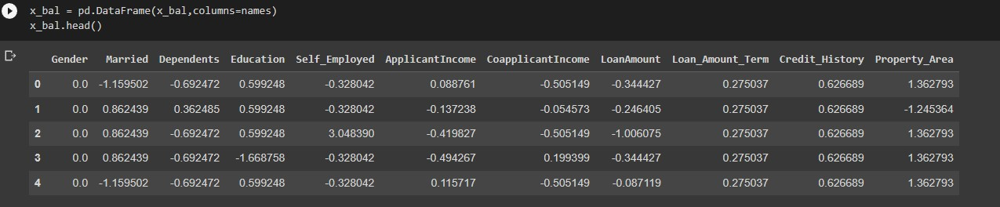 x_bal = pd.DataFrame(x_bal,columns=names)
x_bal.head()
Gender Married Dependents Education Self_Employed ApplicantIncome CoapplicantIncome LoanAmount Loan_Amount_Term Credit_History Property_Area
0 0.0 -1.159502 -0.692472 0.599248 -0.328042 0.088761 -0.505149 -0.344427 0.275037 0.626689 1.362793
1 0.0 0.862439 0.362485 0.599248 -0.328042 -0.137238 -0.054573 -0.246405 0.275037 0.626689 -1.245364
2 0.0 0.862439 -0.692472 0.599248 3.048390 -0.419827 -0.505149 -1.006075 0.275037 0.626689 1.362793
3 0.0 0.862439 -0.692472 -1.668758 -0.328042 -0.494267 0.199399 -0.344427 0.275037 0.626689 1.362793
4 0.0 -1.159502 -0.692472 0.599248 -0.328042 0.115717 -0.505149 -0.087119 0.275037 0.626689 1.362793